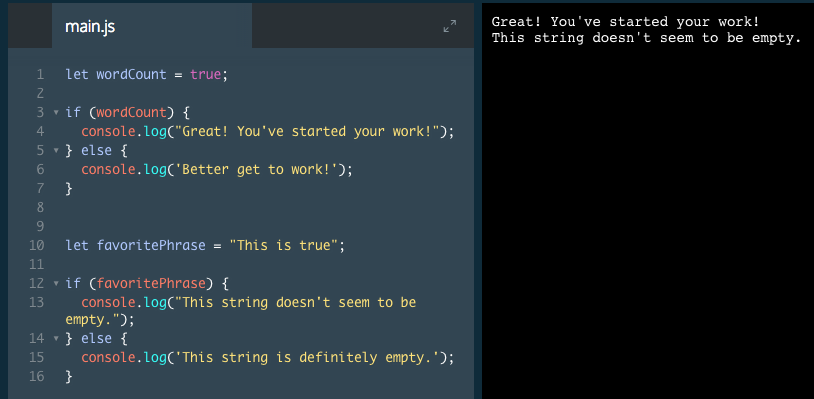 main.js
1 let wordCount = true;
2
3 if (wordCount) {
4 console.log("Great! You've started your work!");
5 } else {
6 console.log('Better get to work!');
7 }
8
9
10 let favoritePhrase = "This is true";
11
12 if (favoritePhrase) {
13 console.log("This string doesn't seem to be
empty.");
14 } else {
15 console.log('This string is definitely empty.');
16 }
Great! You've started your work!
This string doesn't seem to be empty.